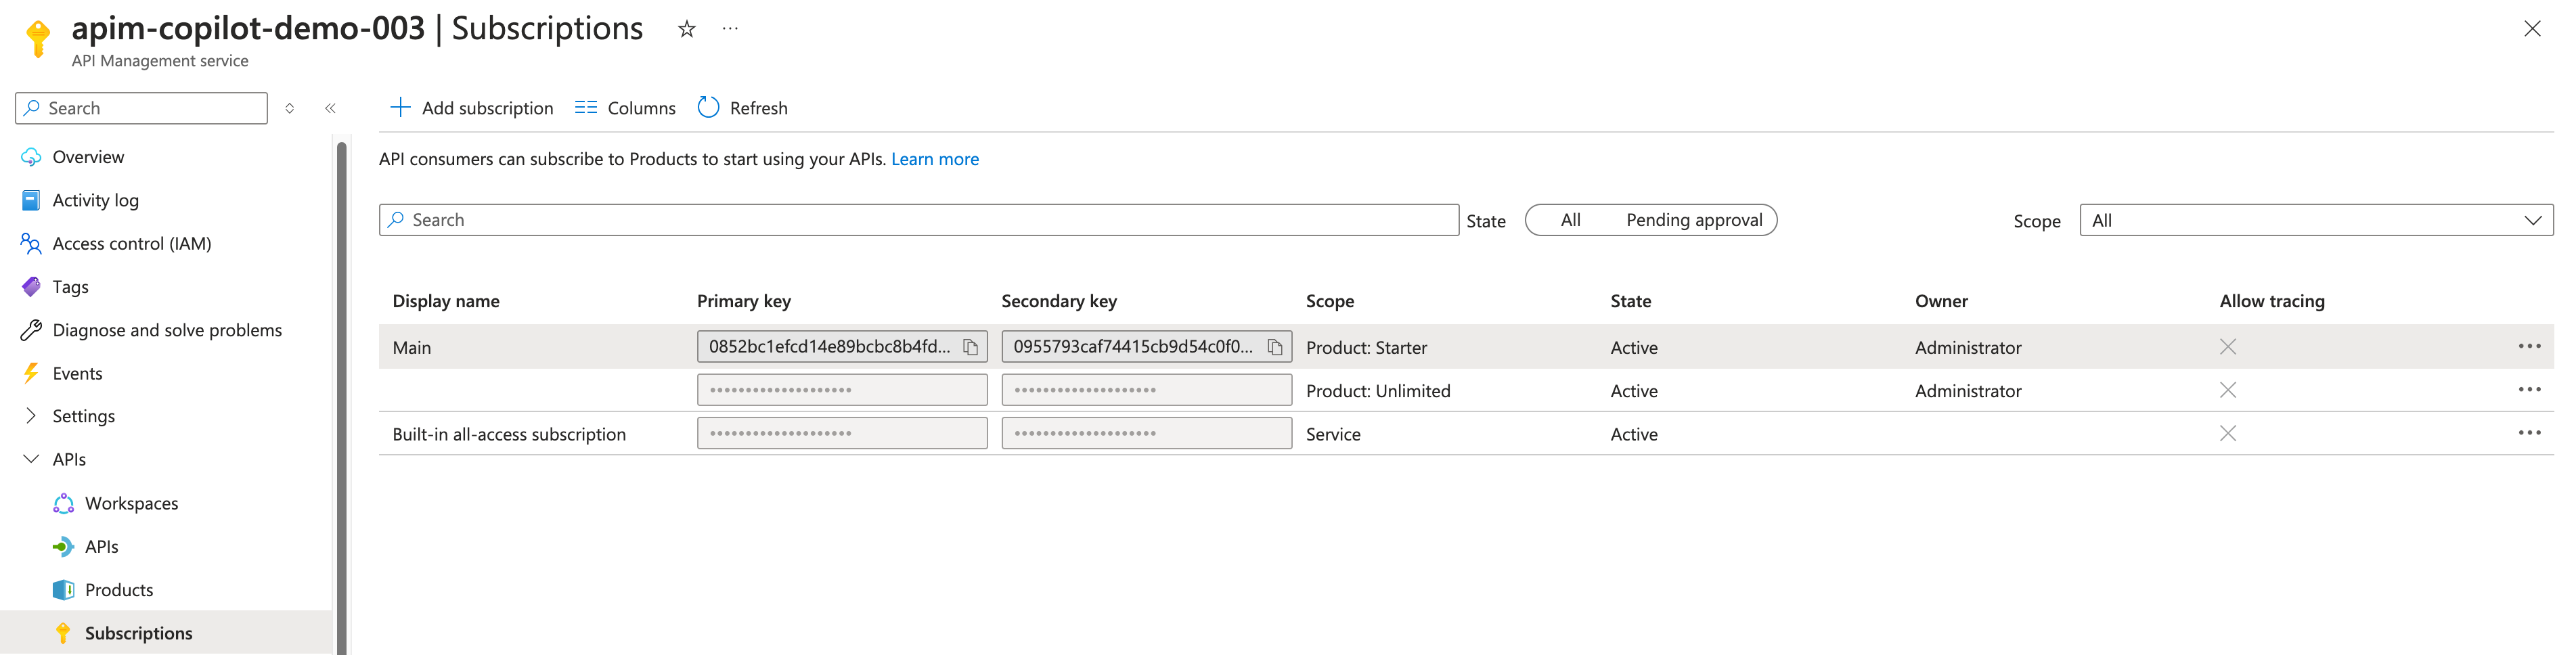 apim-copilot-demo-003 | Subscriptions
API Management service
Search
Overview
Activity log
Access control (IAM)
Tags
Diagnose and solve problems
Events
Settings
APIs
Workspaces
APIs
Products
Subscriptions
Add subscription Columns Refresh
API consumers can subscribe to Products to start using your APIs. Learn more
Search State All Pending approval Scope All
Display name Primary key Secondary key Scope State Owner Allow tracing
Main 0852bc1efcd14e89bcbc8b4fd... 0955793caf74415cb9d54c0f0... Product: Starter Active Administrator
•••••••••••••••••••• •••••••••••••••••••• Product: Unlimited Active Administrator
Built-in all-access subscription •••••••••••••••••••• •••••••••••••••••••• Service Active